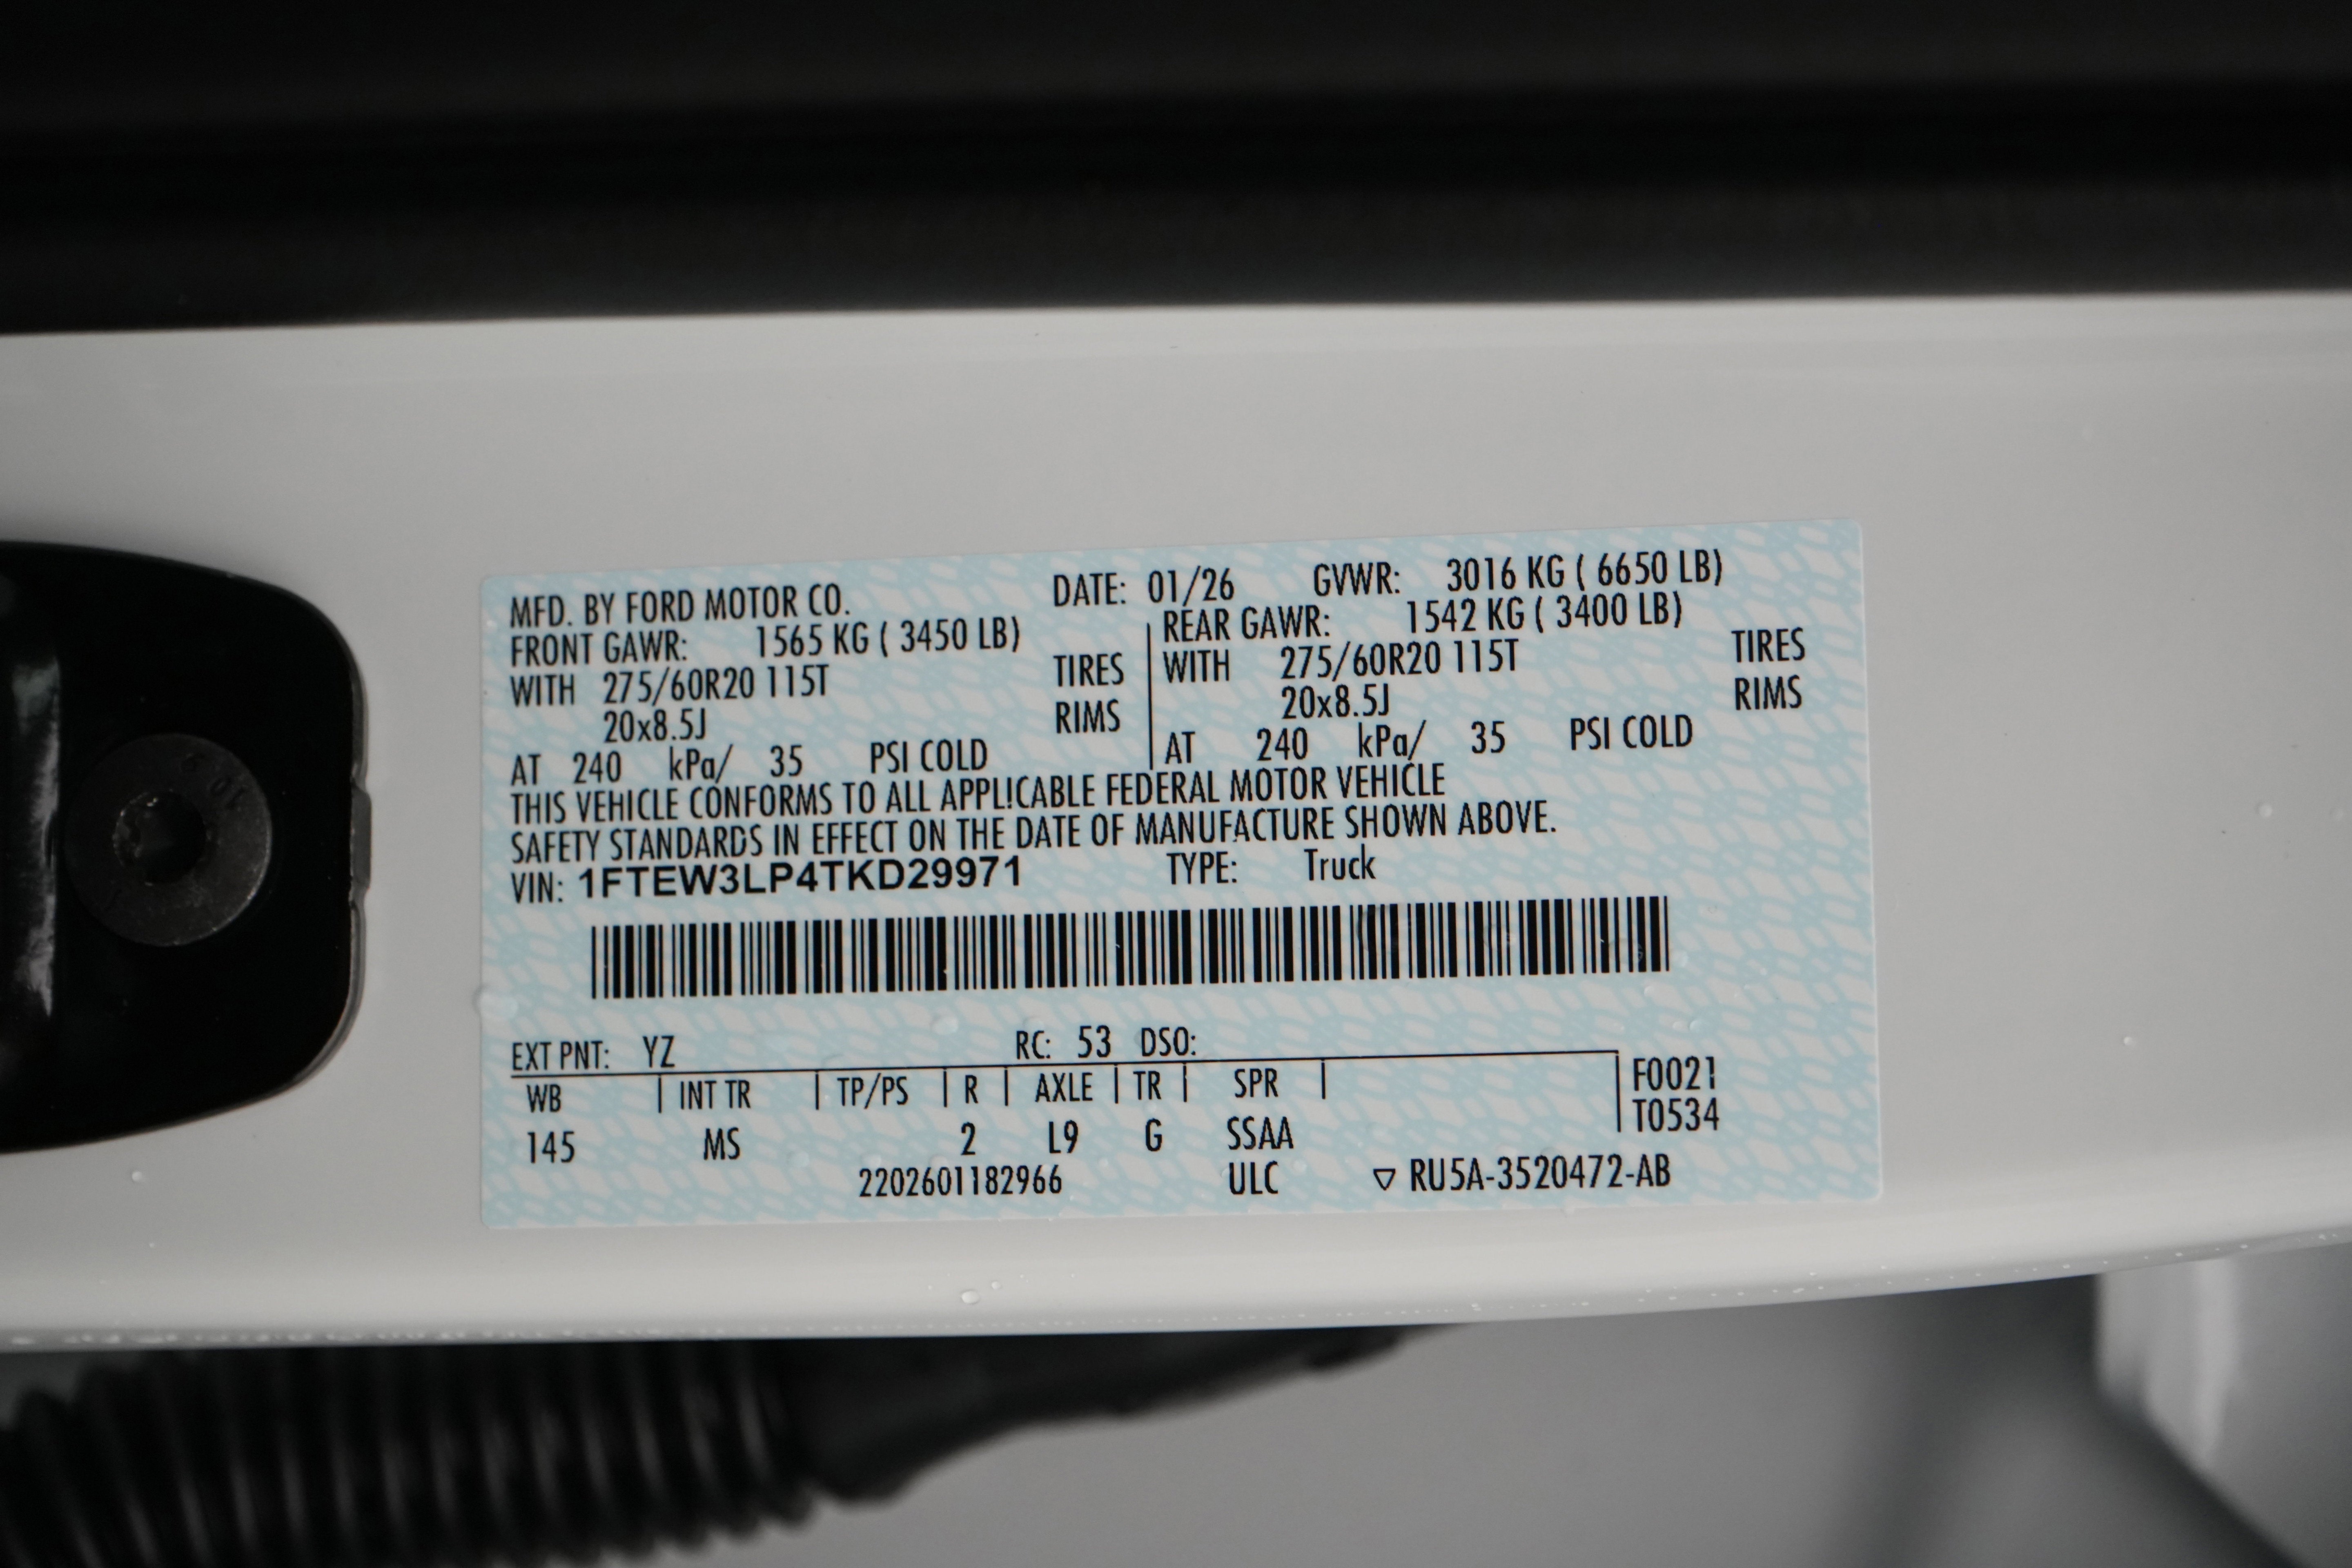 MFD. BY FORD MOTOR CO. DATE: 01/26 GVWR: 3016 KG ( 6650 LB)
FRONT GAWR: 1565 KG ( 3450 LB) REAR GAWR: 1542 KG ( 3400 LB)
WITH 275/60R20 115T TIRES WITH 275/60R20 115T TIRES
20x8.5J RIMS 20x8.5J RIMS
AT 240 kPa/ 35 PSI COLD AT 240 kPa/ 35 PSI COLD
THIS VEHICLE CONFORMS TO ALL APPLICABLE FEDERAL MOTOR VEHICLE
SAFETY STANDARDS IN EFFECT ON THE DATE OF MANUFACTURE SHOWN ABOVE.
VIN: 1FTEW3LP4TKD29971 TYPE: Truck
EXT PNT: YZ RC: 53 DSO:
WB | INT TR | TP/PS | R | AXLE | TR | SPR | F0021
T0534
145 MS 2 L9 G SSAA
2202601182966 ULC ▽ RU5A-3520472-AB